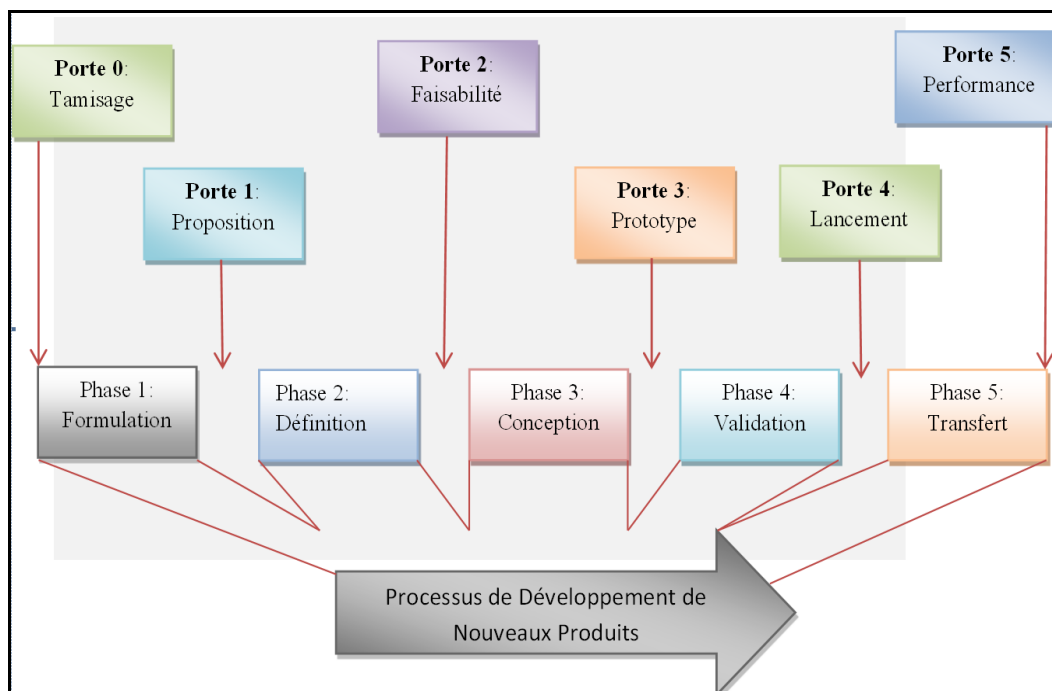 Porte 0:
Tamisage
Porte 2:
Faisabilité
Porte 5:
Performance
Porte 1:
Proposition
Porte 3:
Prototype
Porte 4:
Lancement
Phase 1:
Formulation
Phase 2:
Définition
Phase 3:
Conception
Phase 4:
Validation
Phase 5:
Transfert
Processus de Développement de
Nouveaux Produits